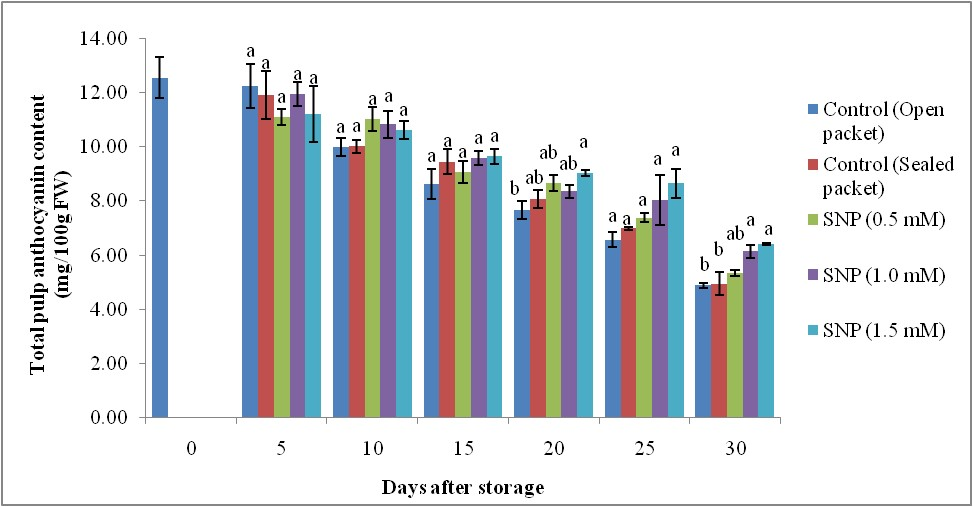 Total pulp anthocyanin content
(mg/100g FW)
14.00
12.00
10.00
8.00
6.00
4.00
2.00
0.00
a a a a a
a a a a a
a a a a a
b ab ab ab a
a a a a a
b b ab a a
0 5 10 15 20 25 30
Days after storage
Control (Open
packet)
Control (Sealed
packet)
SNP (0.5 mM)
SNP (1.0 mM)
SNP (1.5 mM)